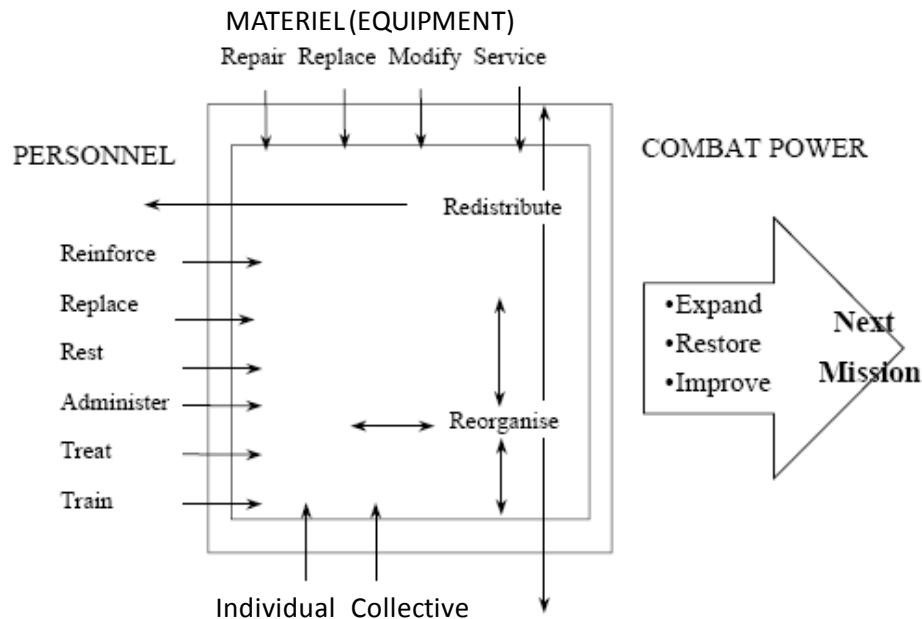 MATERIEL (EQUIPMENT)
Repair Replace Modify Service
PERSONNEL
COMBAT POWER
Redistribute
Reinforce
Replace
Rest
Administer
Treat
Train
Reorganise
•Expand
•Restore
•Improve
Next
Mission
Individual Collective